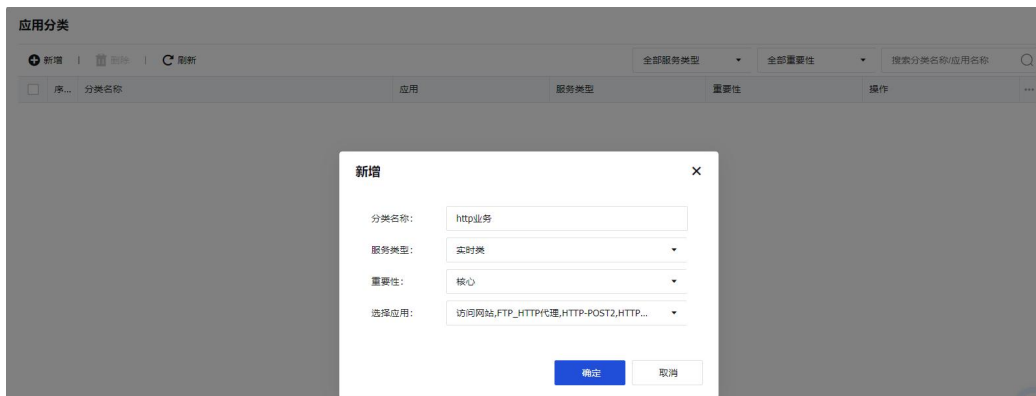 应用分类
新增 | 删除 | 刷新 全部服务类型 全部重要性 搜索分类名称/应用名称
序... 分类名称 应用 服务类型 重要性 操作 ...
新增
分类名称: http业务
服务类型: 实时类
重要性: 核心
选择应用: 访问网站,FTP_HTTP代理,HTTP-POST2,HTTP...
确定 取消